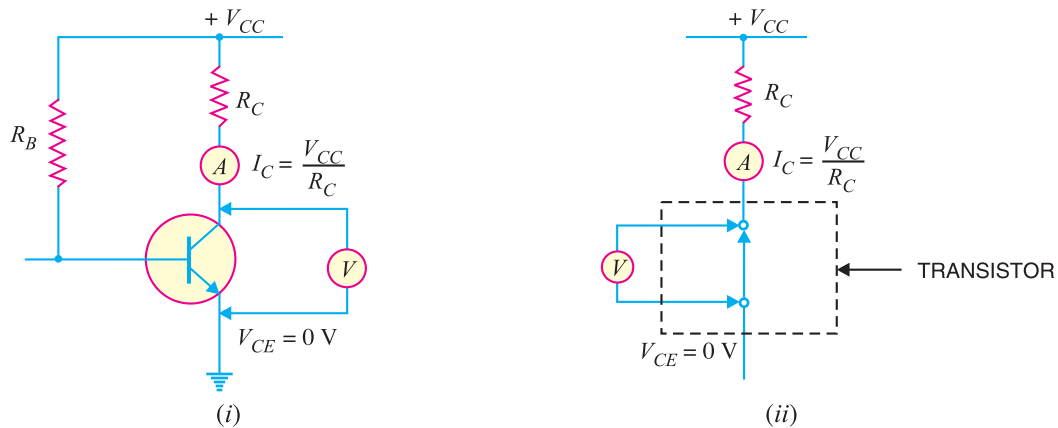 + V_CC
R_C
R_B
A
I_C = V_CC / R_C
V
V_CE = 0 V
(i)
+ V_CC
R_C
A
I_C = V_CC / R_C
V
TRANSISTOR
V_CE = 0 V
(ii)